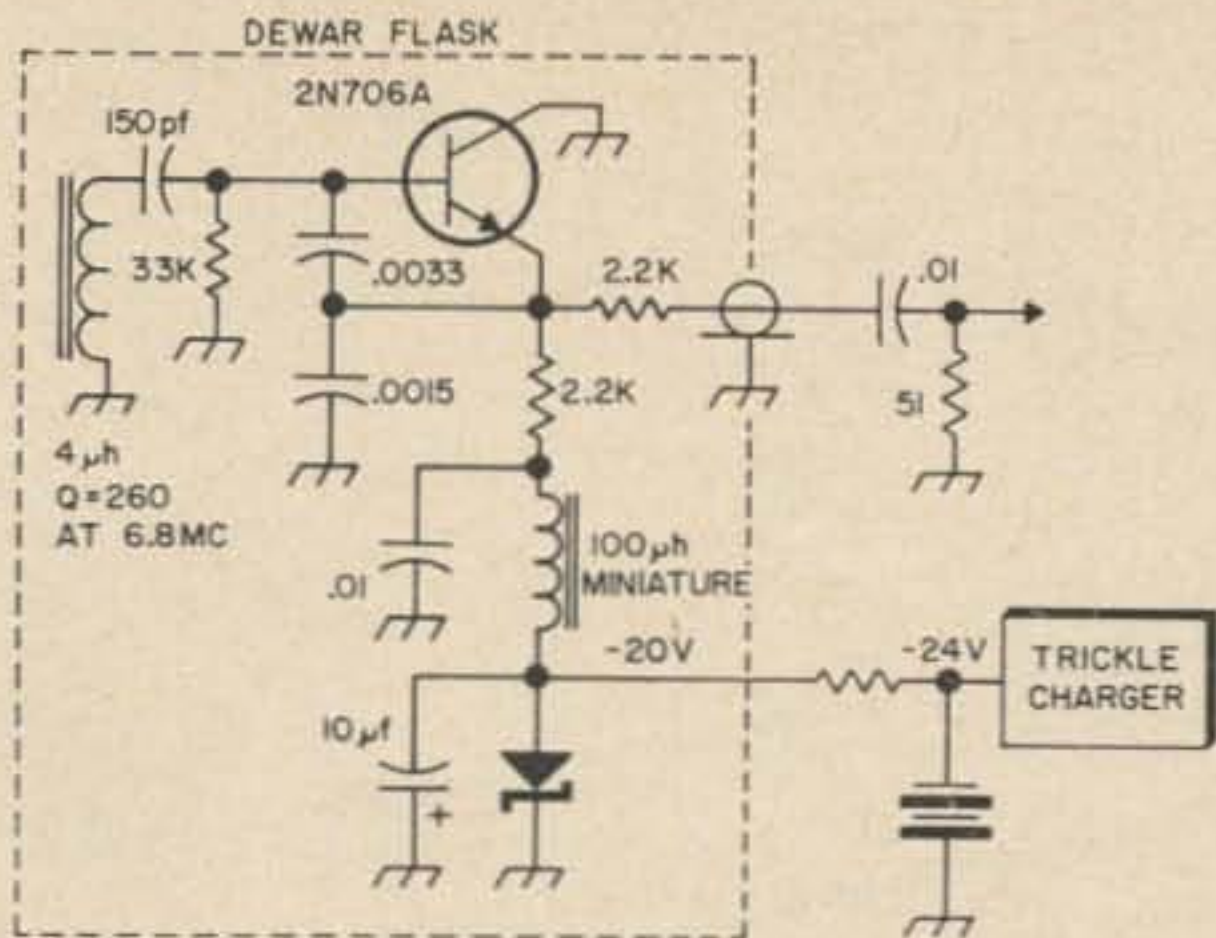 DEWAR FLASK
2N706A
150pf
33K
.0033
2.2K
.01
.0015
2.2K
51
4μh
Q=260
AT 6.8MC
100μh
MINIATURE
.01
-20V
-24V
TRICKLE
CHARGER
10μf
+